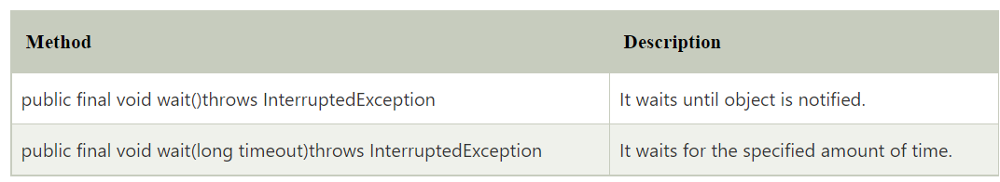 Method Description
public final void wait()throws InterruptedException It waits until object is notified.
public final void wait(long timeout)throws InterruptedException It waits for the specified amount of time.